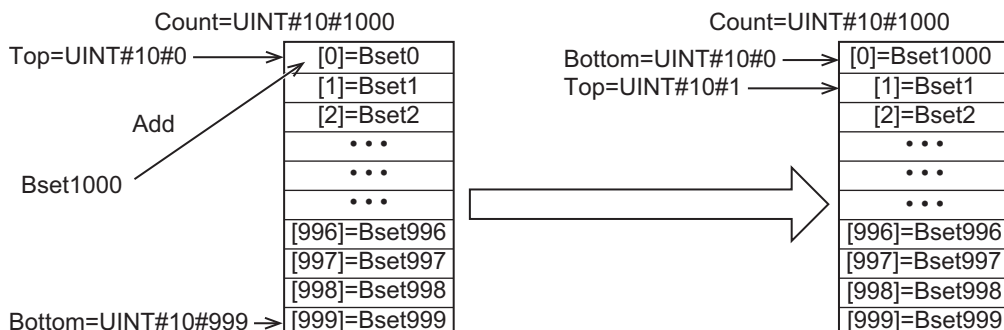 Count=UINT#10#1000
Top=UINT#10#0
[0]=Bset0
[1]=Bset1
[2]=Bset2
• • •
• • •
• • •
[996]=Bset996
[997]=Bset997
[998]=Bset998
[999]=Bset999
Add
Bset1000
Bottom=UINT#10#999
Count=UINT#10#1000
Bottom=UINT#10#0
Top=UINT#10#1
[0]=Bset1000
[1]=Bset1
[2]=Bset2
• • •
• • •
• • •
[996]=Bset996
[997]=Bset997
[998]=Bset998
[999]=Bset999